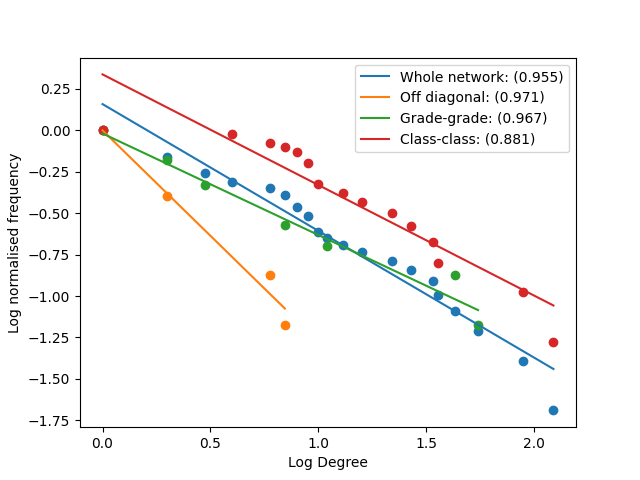 Whole network: (0.955)
Off diagonal: (0.971)
Grade-grade: (0.967)
Class-class: (0.881)
0.25
0.00
−0.25
−0.50
−0.75
−1.00
−1.25
−1.50
−1.75
Log normalised frequency
0.0 0.5 1.0 1.5 2.0
Log Degree